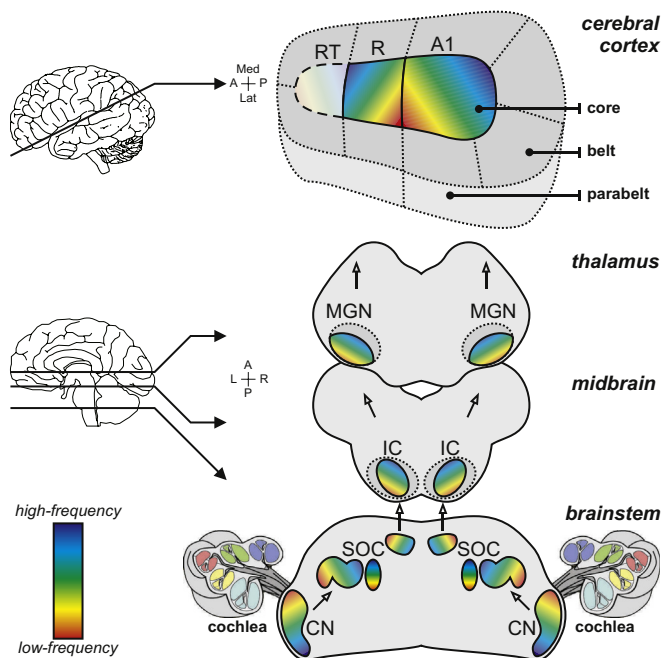 cerebral
cortex
RT R A1
Med
A P
Lat
core
belt
parabelt
thalamus
MGN MGN
A
L R
P
midbrain
IC IC
high-frequency
brainstem
SOC SOC
cochlea CN CN cochlea
low-frequency